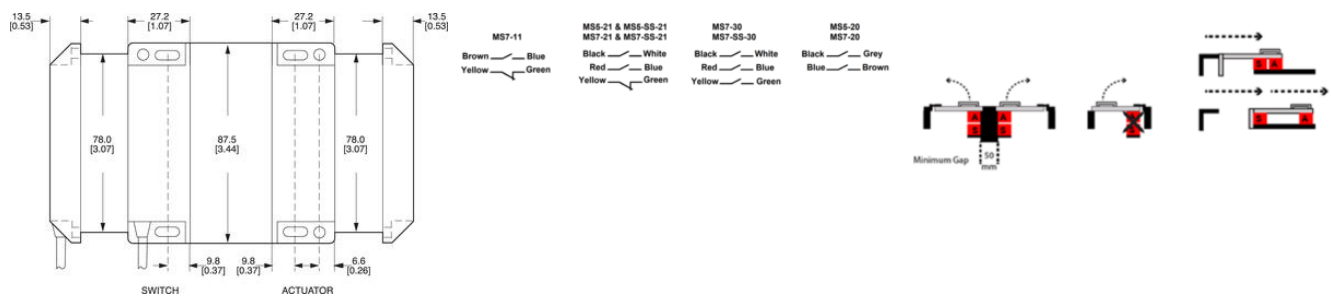 13.5
[0.53]
27.2
[1.07]
27.2
[1.07]
13.5
[0.53]
78.0
[3.07]
87.5
[3.44]
78.0
[3.07]
9.8
[0.37]
9.8
[0.37]
6.6
[0.26]
SWITCH
ACTUATOR
MS7-11
Brown Blue
Yellow Green
MS6-21 & MS6-SS-21
MS7-21 & MS7-SS-21
Black White
Red Blue
Yellow Green
MS7-30
MS7-SS-30
Black White
Red Blue
Yellow Green
MS6-20
MS7-20
Black Grey
Blue Brown
A A
S S
Minimum Gap
50
mm
S A
S A